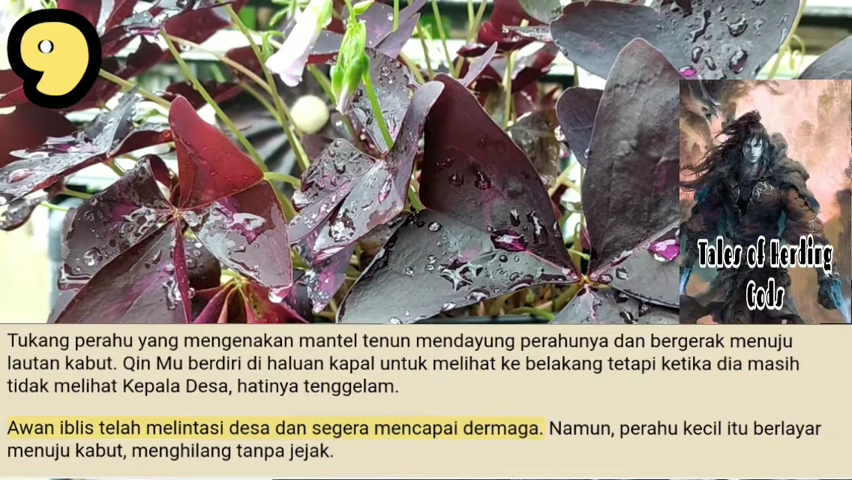 Tales of Herding
Gods
Tukang perahu yang mengenakan mantel tenun mendayung perahunya dan bergerak menuju
lautan kabut. Qin Mu berdiri di haluan kapal untuk melihat ke belakang tetapi ketika dia masih
tidak melihat Kepala Desa, hatinya tenggelam.
Awan iblis telah melintasi desa dan segera mencapai dermaga. Namun, perahu kecil itu berlayar
menuju kabut, menghilang tanpa jejak.